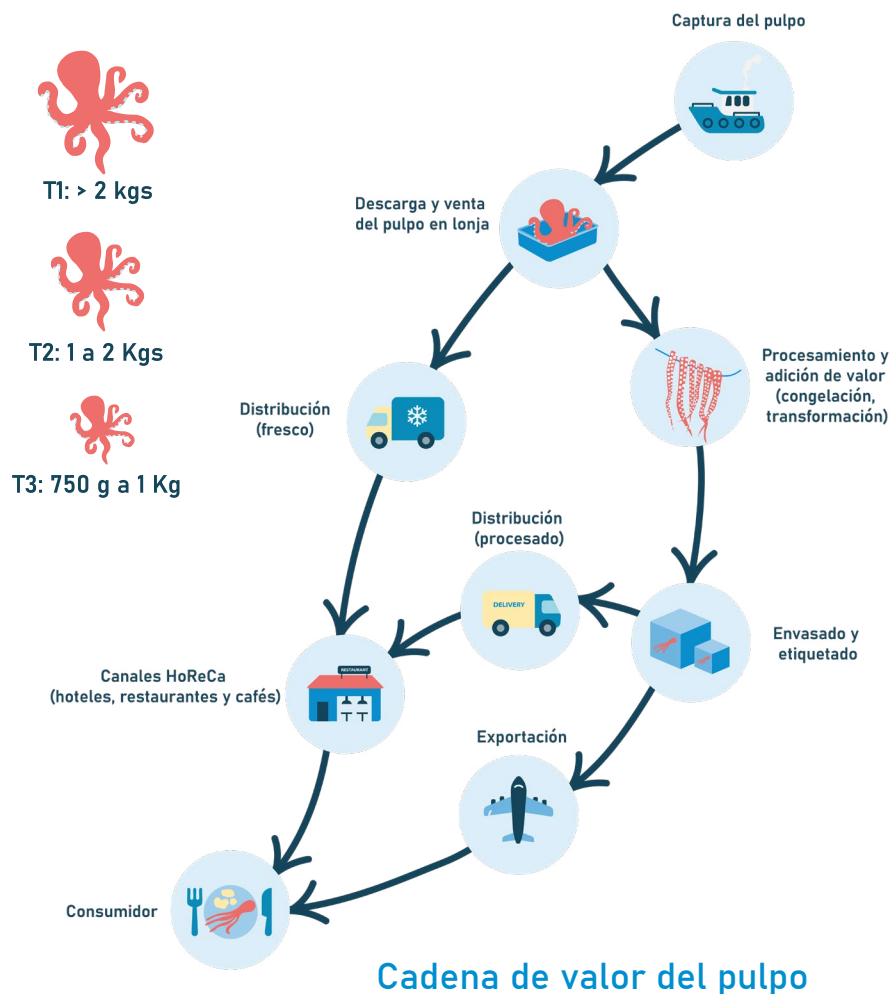 Captura del pulpo
T1: > 2 kgs
Descarga y venta
del pulpo en lonja
T2: 1 a 2 Kgs
Procesamiento y
adición de valor
(congelación,
transformación)
Distribución
(fresco)
T3: 750 g a 1 Kg
Distribución
(procesado)
DELIVERY
Envasado y
etiquetado
RESTAURANT
Canales HoReCa
(hoteles, restaurantes y cafés)
Exportación
Consumidor
Cadena de valor del pulpo